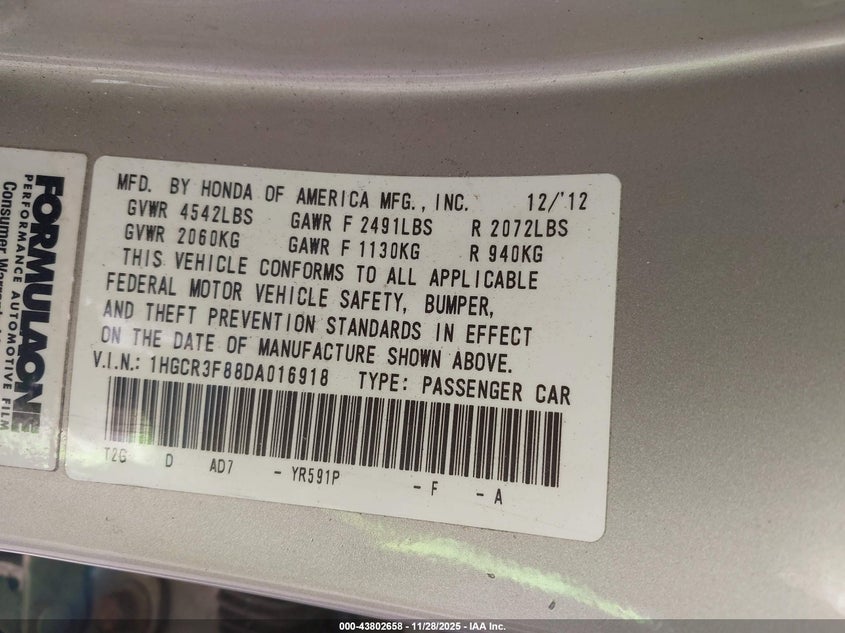 FORMULAONE
PERFORMANCE AUTOMOTIVE FILM
MFD. BY HONDA OF AMERICA MFG., INC. 12/'12
GVWR 4542LBS GAWR F 2491LBS R 2072LBS
GVWR 2060KG GAWR F 1130KG R 940KG
THIS VEHICLE CONFORMS TO ALL APPLICABLE
FEDERAL MOTOR VEHICLE SAFETY, BUMPER,
AND THEFT PREVENTION STANDARDS IN EFFECT
ON THE DATE OF MANUFACTURE SHOWN ABOVE.
V.I.N.: 1HGCR3F88DA016918 TYPE: PASSENGER CAR
T2G D AD7 - YR591P - F - A
Consumer
000-43802658 - 11/28/2025 - IAA Inc.